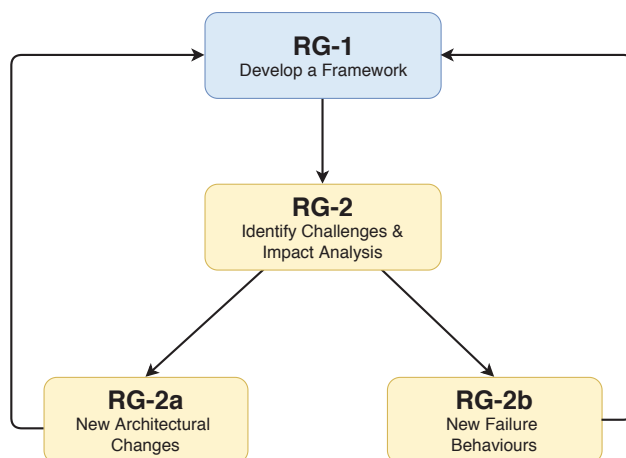 RG-1
Develop a Framework
RG-2
Identify Challenges &
Impact Analysis
RG-2a
New Architectural
Changes
RG-2b
New Failure
Behaviours